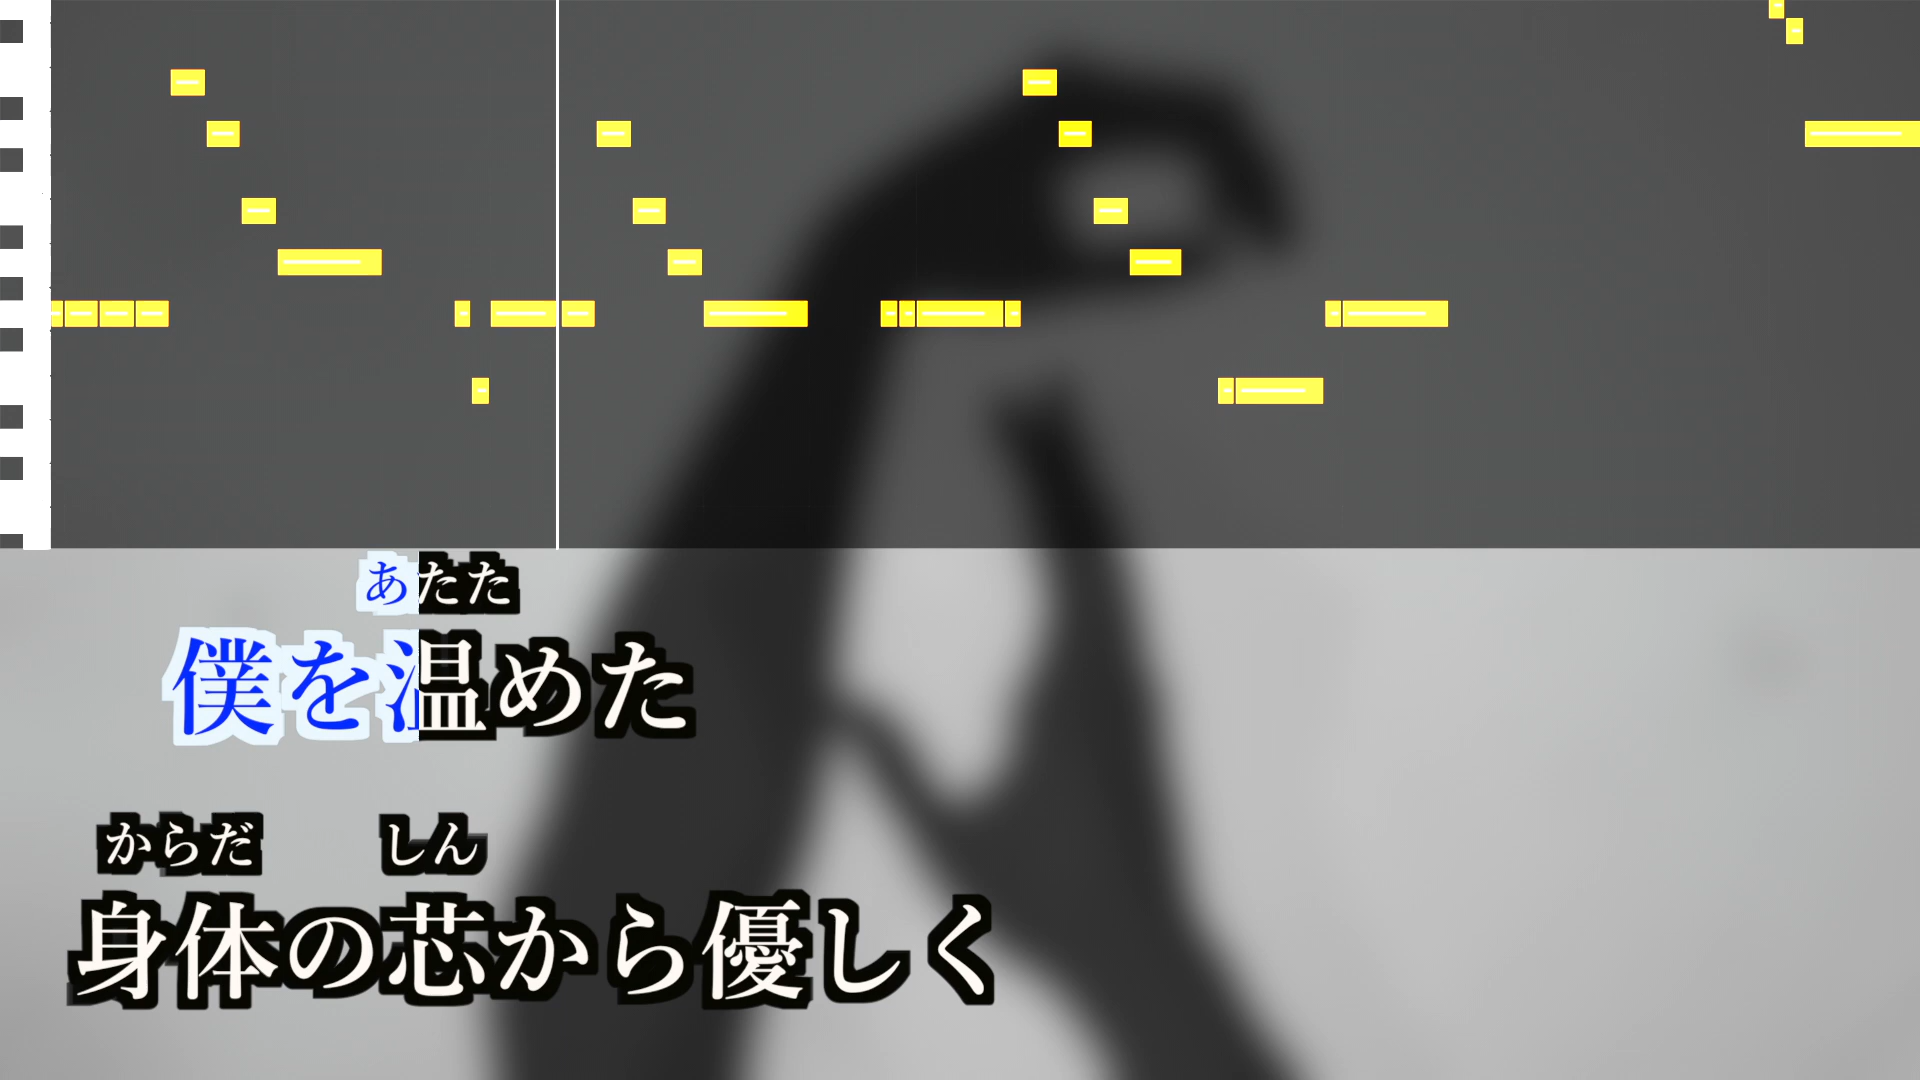 あたた
僕を温めた
からだ しん
身体の芯から優しく